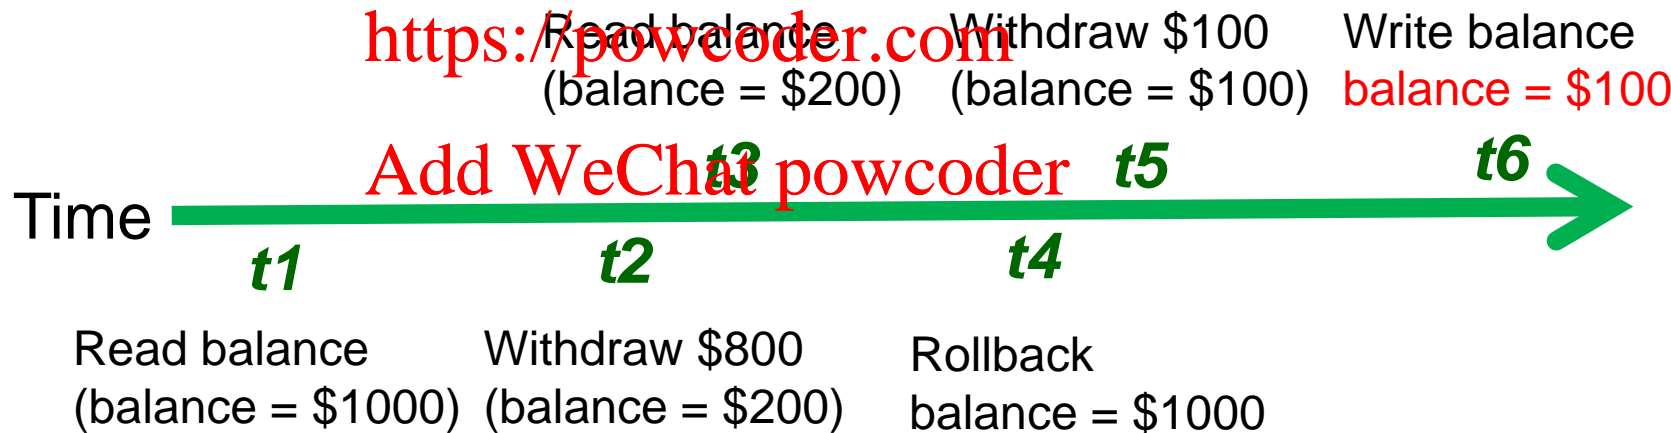 Read balance Withdraw $100 Write balance
https://powcoder.com
(balance = $200) (balance = $100) balance = $100
Add WeChat powcoder
t3 t5 t6
Time
t1 t2 t4
Read balance Withdraw $800 Rollback
(balance = $1000) (balance = $200) balance = $1000